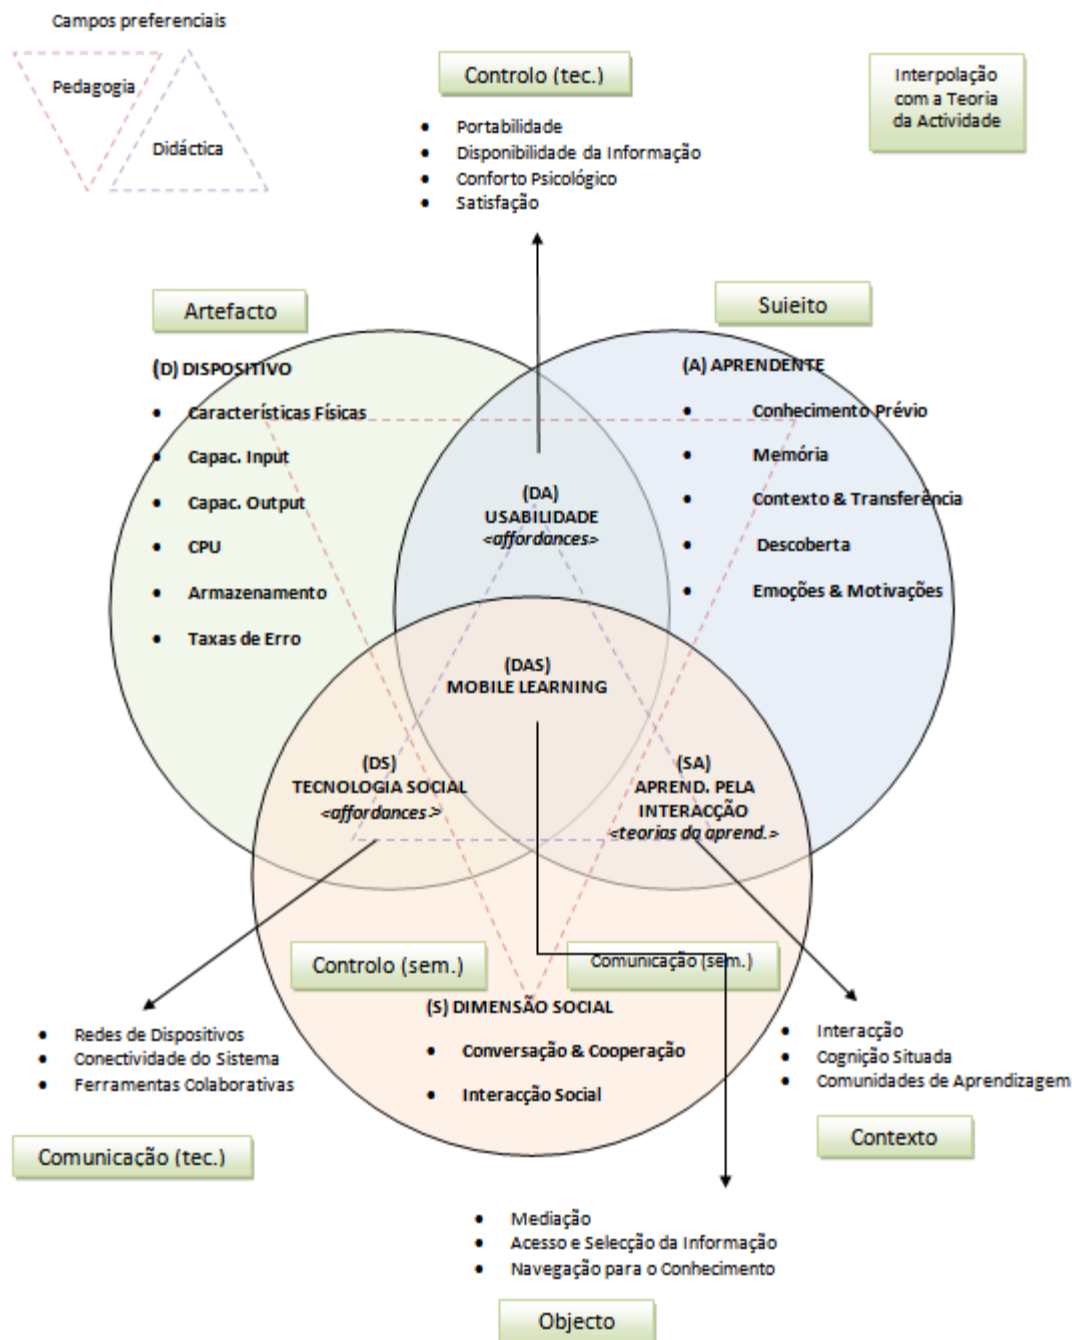 Campos preferenciais
Pedagogia
Didáctica
Controlo (tec.)
• Portabilidade
• Disponibilidade da Informação
• Conforto Psicológico
• Satisfação
Interpolação
com a Teoria
da Actividade
Artefacto
Sujeito
(D) DISPOSITIVO
• Características Físicas
• Capac. Input
• Capac. Output
• CPU
• Armazenamento
• Taxas de Erro
(A) APRENDENTE
• Conhecimento Prévio
• Memória
• Contexto & Transferência
• Descoberta
• Emoções & Motivações
(DA)
USABILIDADE
<affordances>
(DAS)
MOBILE LEARNING
(DS)
TECNOLOGIA SOCIAL
<affordances>
(SA)
APREND. PELA
INTERACÇÃO
<teorias da aprend.>
Controlo (sem.)
Comunicação (sem.)
(S) DIMENSÃO SOCIAL
• Conversação & Cooperação
• Interacção Social
• Redes de Dispositivos
• Conectividade do Sistema
• Ferramentas Colaborativas
Comunicação (tec.)
• Interacção
• Cognição Situada
• Comunidades de Aprendizagem
Contexto
• Mediação
• Acesso e Selecção da Informação
• Navegação para o Conhecimento
Objecto